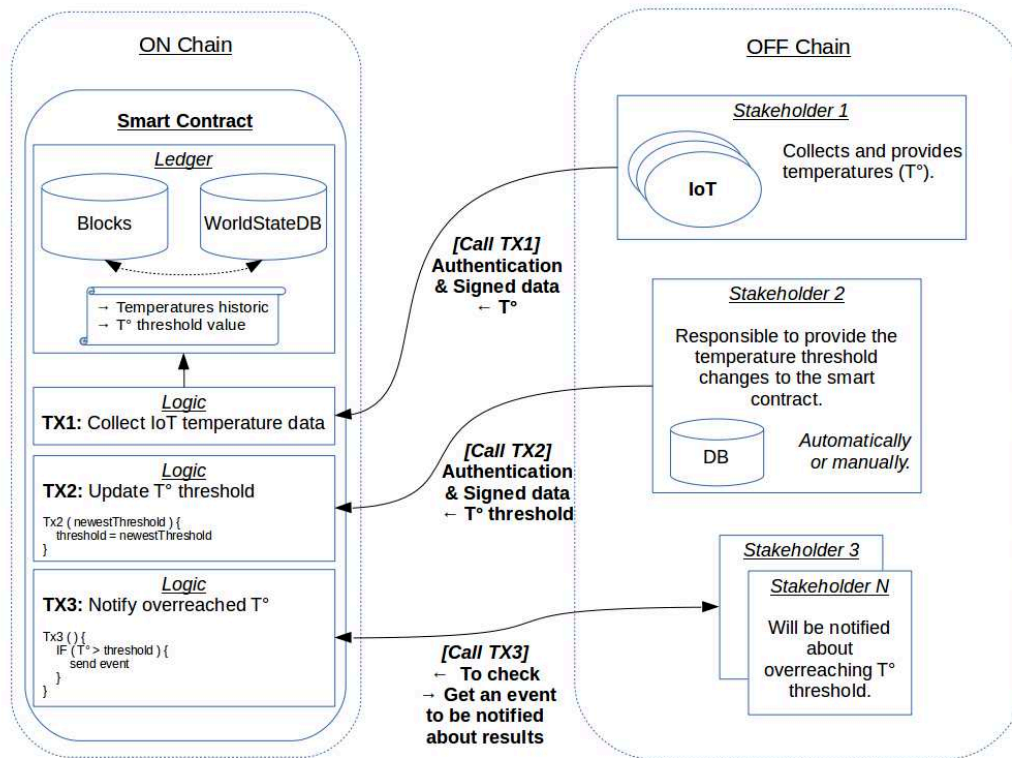 ON Chain
Smart Contract
Ledger
Blocks
WorldStateDB
→ Temperatures historic
→ T° threshold value
Logic
TX1: Collect IoT temperature data
Logic
TX2: Update T° threshold
Tx2 ( newestThreshold ) {
threshold = newestThreshold
}
Logic
TX3: Notify overreached T°
Tx3 ( ) {
IF ( T° > threshold ) {
send event
}
}
[Call TX1]
Authentication
& Signed data
← T°
[Call TX2]
Authentication
& Signed data
← T° threshold
[Call TX3]
← To check
→ Get an event
to be notified
about results
OFF Chain
Stakeholder 1
IoT
Collects and provides
temperatures (T°).
Stakeholder 2
Responsible to provide the
temperature threshold
changes to the smart
contract.
DB
Automatically
or manually.
Stakeholder 3
Stakeholder N
Will be notified
about
overreaching T°
threshold.